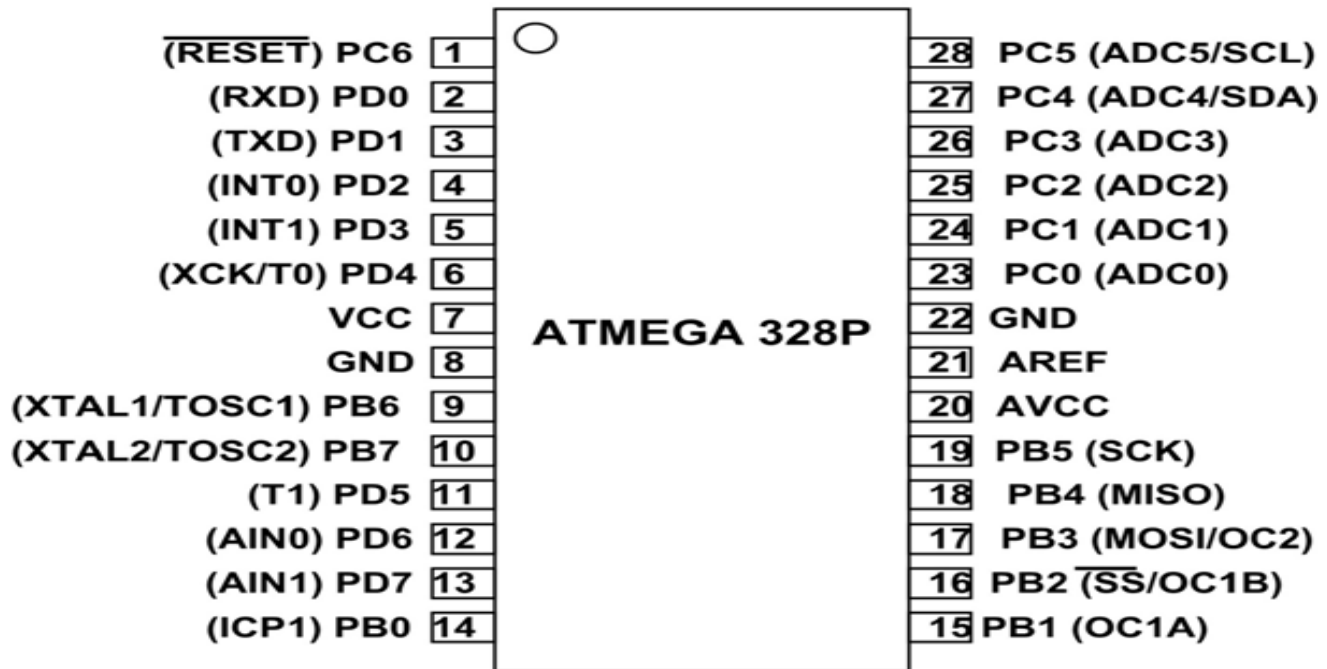 (RESET) PC6 1
(RXD) PD0 2
(TXD) PD1 3
(INT0) PD2 4
(INT1) PD3 5
(XCK/T0) PD4 6
VCC 7
GND 8
(XTAL1/TOSC1) PB6 9
(XTAL2/TOSC2) PB7 10
(T1) PD5 11
(AIN0) PD6 12
(AIN1) PD7 13
(ICP1) PB0 14
ATMEGA 328P
28 PC5 (ADC5/SCL)
27 PC4 (ADC4/SDA)
26 PC3 (ADC3)
25 PC2 (ADC2)
24 PC1 (ADC1)
23 PC0 (ADC0)
22 GND
21 AREF
20 AVCC
19 PB5 (SCK)
18 PB4 (MISO)
17 PB3 (MOSI/OC2)
16 PB2 (SS/OC1B)
15 PB1 (OC1A)